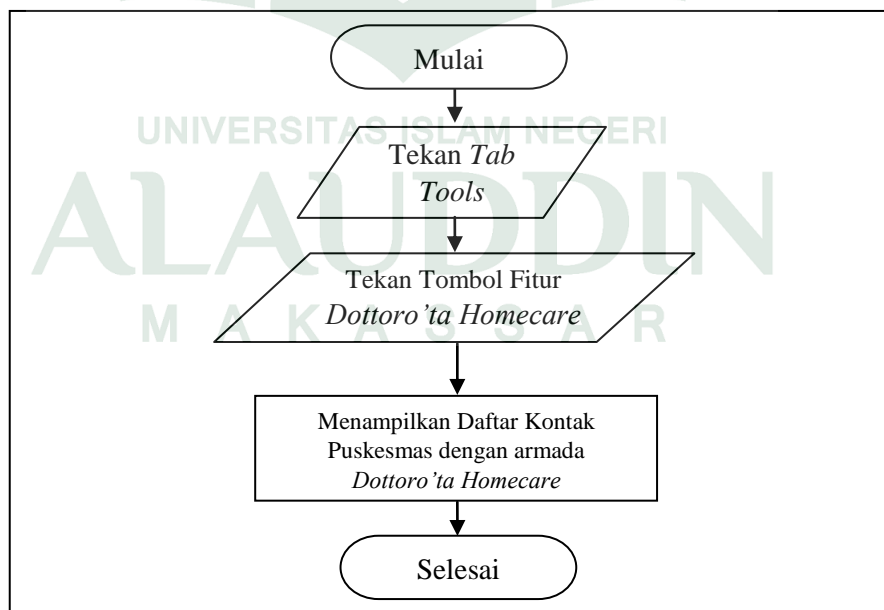 Mulai
UNIVERSITAS ISLAM NEGERI
Tekan Tab
Tools
ALAUDDIN
Tekan Tombol Fitur
Dottoro’ta Homecare
MAKASSAR
Menampilkan Daftar Kontak
Puskesmas dengan armada
Dottoro’ta Homecare
Selesai